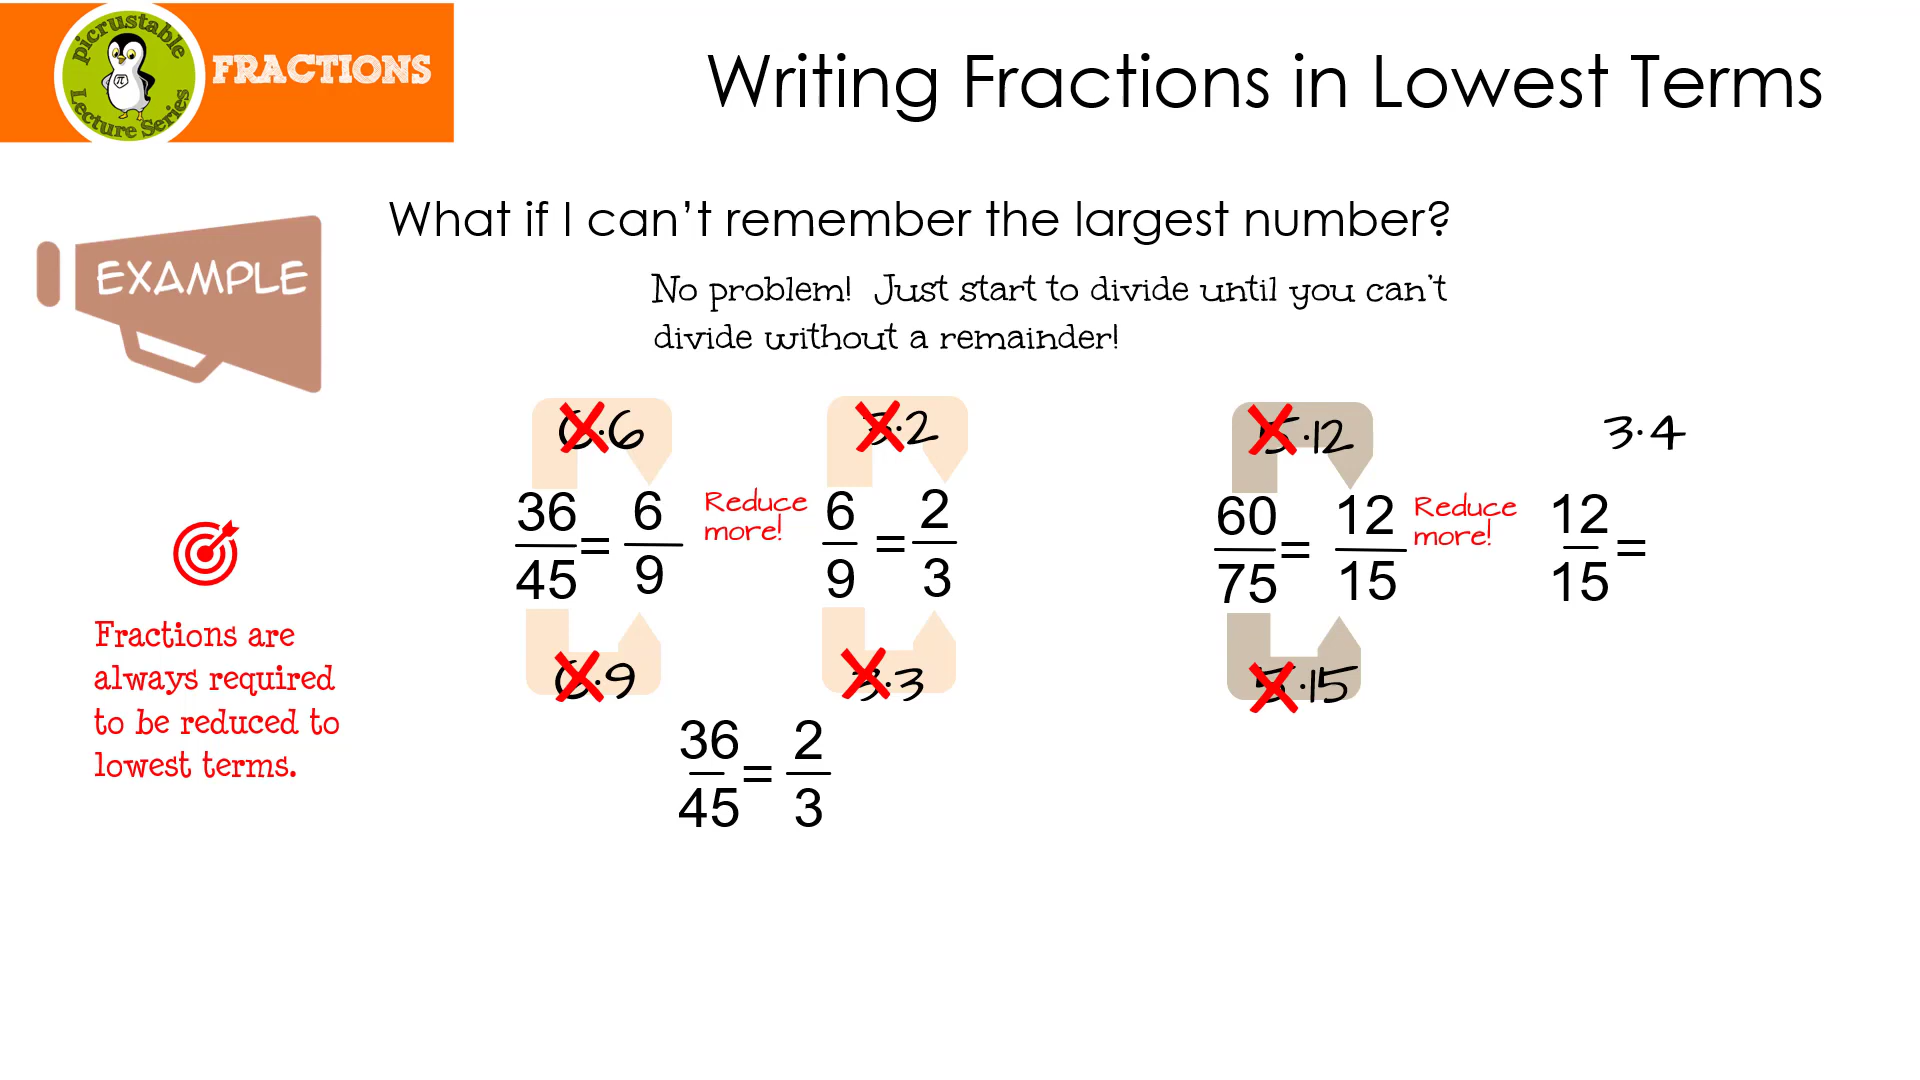 picrustable
Lecture Series
π
FRACTIONS
Writing Fractions in Lowest Terms
What if I can't remember the largest number?
No problem! Just start to divide until you can't
divide without a remainder!
EXAMPLE
Fractions are
always required
to be reduced to
lowest terms.
6·6
36/45 = 6/9
6·9
Reduce
more!
3·2
6/9 = 2/3
3·3
36/45 = 2/3
5·12
60/75 = 12/15
5·15
Reduce
more!
3·4
12/15 =